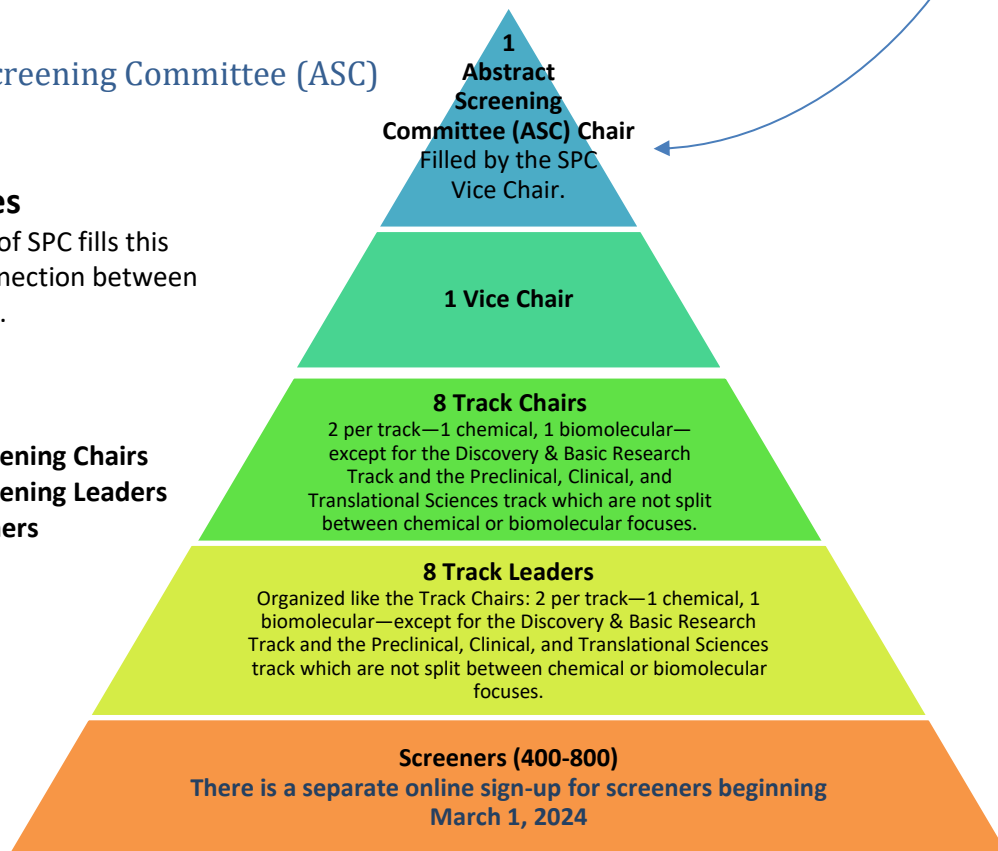 creening Committee (ASC)
es
of SPC fills this
nnection between
.
ening Chairs
ening Leaders
ners
1
Abstract
Screening
Committee (ASC) Chair
Filled by the SPC
Vice Chair.
1 Vice Chair
8 Track Chairs
2 per track—1 chemical, 1 biomolecular—
except for the Discovery & Basic Research
Track and the Preclinical, Clinical, and
Translational Sciences track which are not split
between chemical or biomolecular focuses.
8 Track Leaders
Organized like the Track Chairs: 2 per track—1 chemical, 1
biomolecular—except for the Discovery & Basic Research
Track and the Preclinical, Clinical, and Translational Sciences
track which are not split between chemical or biomolecular
focuses.
Screeners (400-800)
There is a separate online sign-up for screeners beginning
March 1, 2024